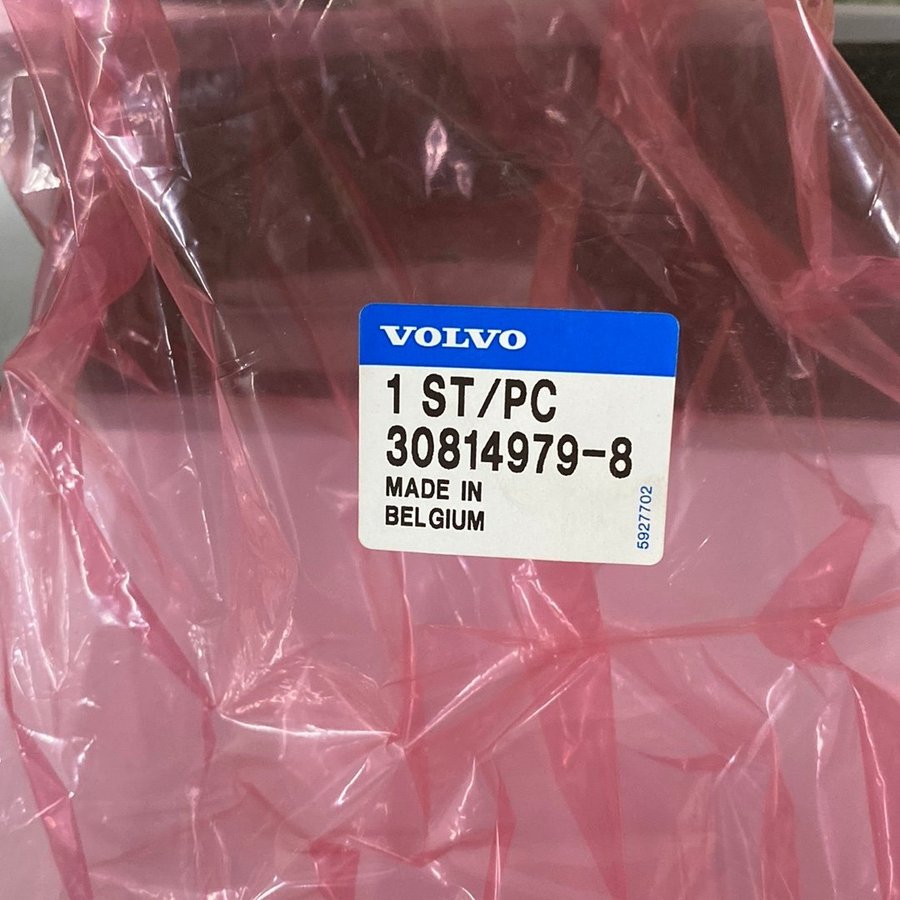 VOLVO
1 ST/PC
30814979-8
MADE IN
BELGIUM
5927702